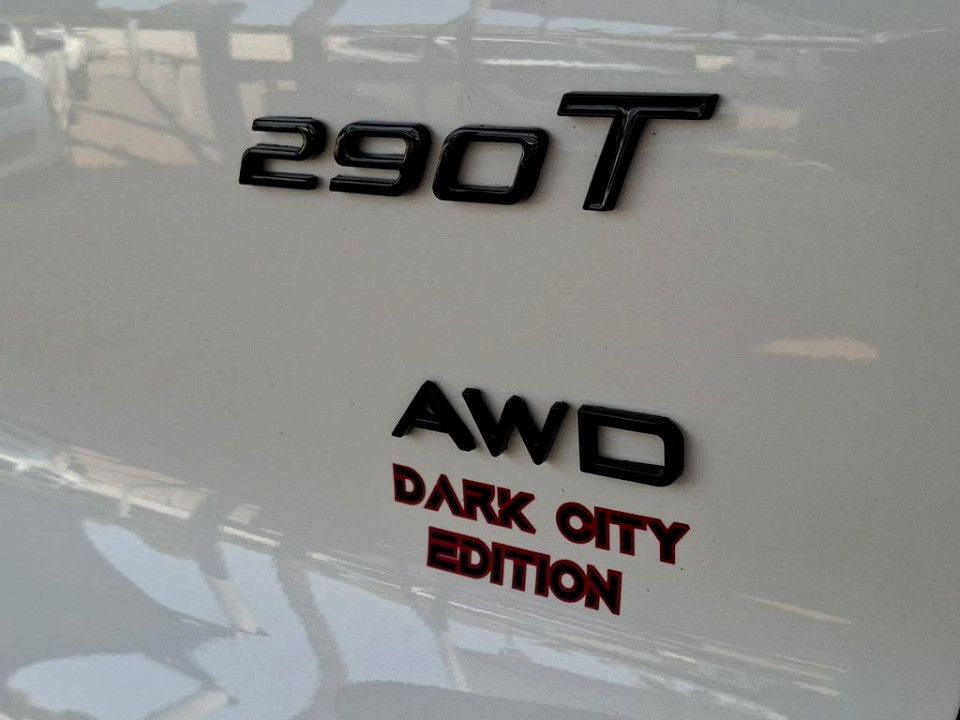 290T
AWD
DARK CITY
EDITION